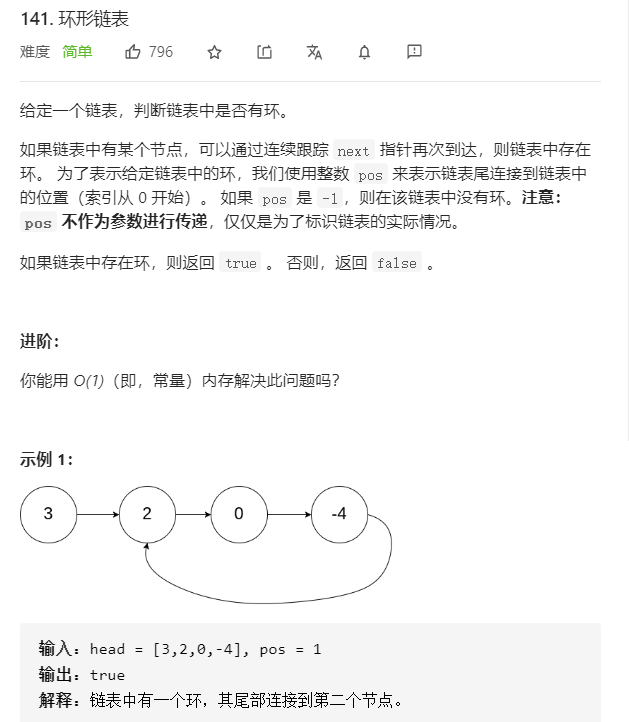 141. 环形链表
难度 简单 796
给定一个链表，判断链表中是否有环。
如果链表中有某个节点，可以通过连续跟踪 next 指针再次到达，则链表中存在
环。 为了表示给定链表中的环，我们使用整数 pos 来表示链表尾连接到链表中
的位置（索引从 0 开始）。 如果 pos 是 -1，则在该链表中没有环。注意：
pos 不作为参数进行传递，仅仅是为了标识链表的实际情况。
如果链表中存在环，则返回 true 。 否则，返回 false 。
进阶：
你能用 O(1)（即，常量）内存解决此问题吗？
示例 1：
3 2 0 -4
输入：head = [3,2,0,-4], pos = 1
输出：true
解释：链表中有一个环，其尾部连接到第二个节点。